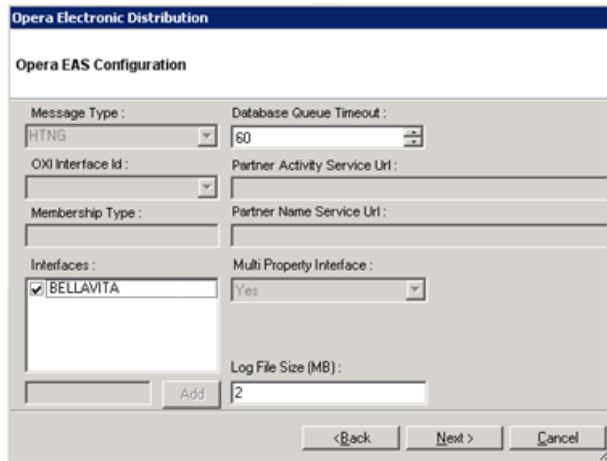 Opera Electronic Distribution
Opera EAS Configuration
Message Type :
Database Queue Timeout :
HTNG
60
OXI Interface Id :
Partner Activity Service Url :
Membership Type :
Partner Name Service Url :
Interfaces :
Multi Property Interface :
BELLAVITA
Yes
Log File Size (MB) :
Add
2
<Back
Next >
Cancel